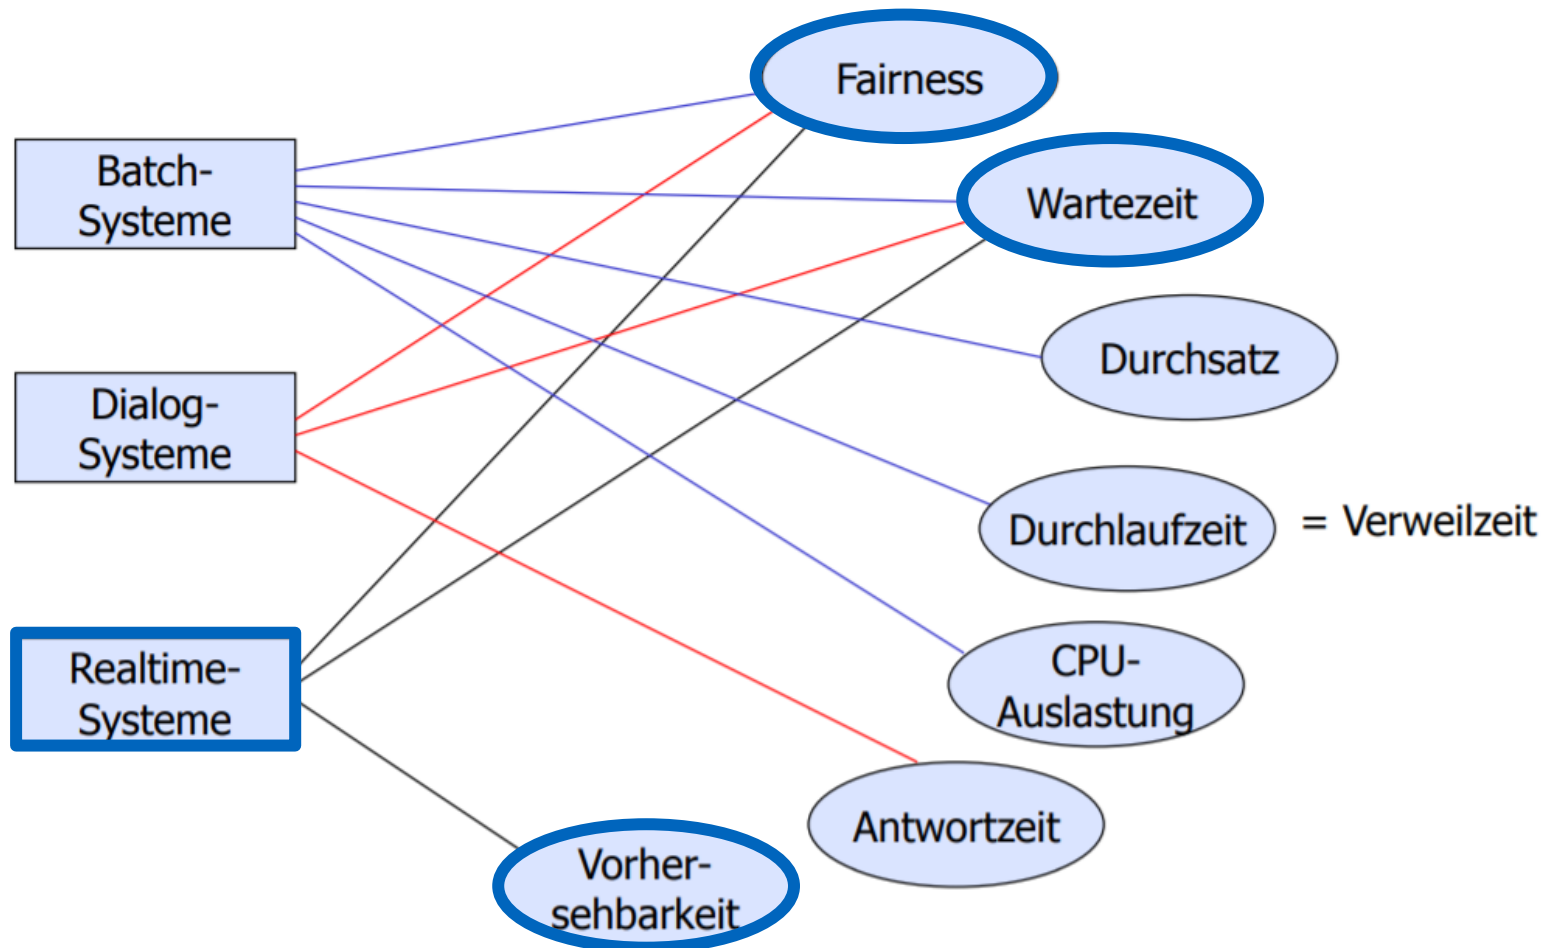 Fairness
Batch-
Systeme
Wartezeit
Durchsatz
Dialog-
Systeme
Durchlaufzeit = Verweilzeit
Realtime-
Systeme
CPU-
Auslastung
Antwortzeit
Vorher-
sehbarkeit